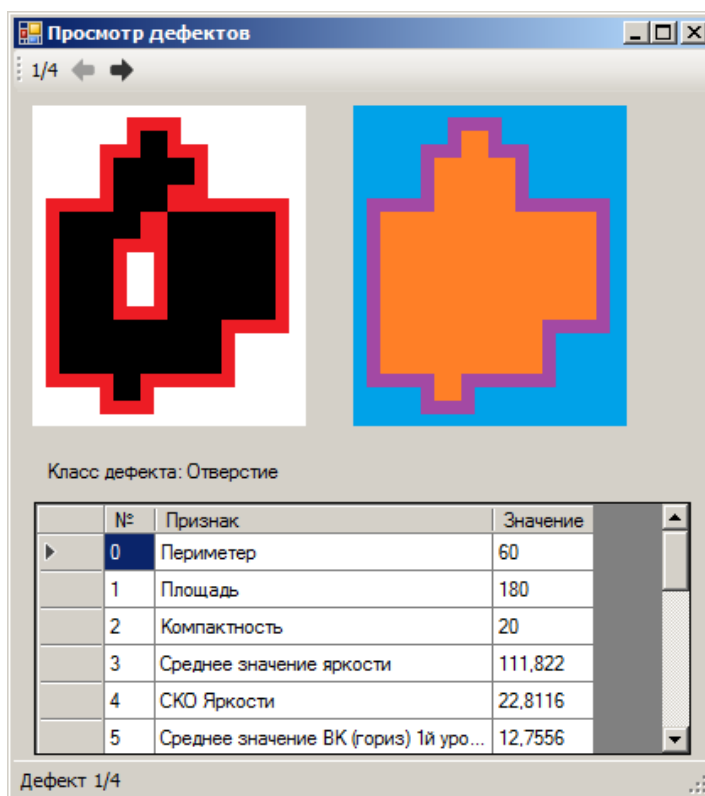 Просмотр дефектов
1/4
Класс дефекта: Отверстие
№ Признак Значение
0 Периметер 60
1 Площадь 180
2 Компактность 20
3 Среднее значение яркости 111,822
4 СКО Яркости 22,8116
5 Среднее значение ВК (гориз) 1й уро... 12,7556
Дефект 1/4